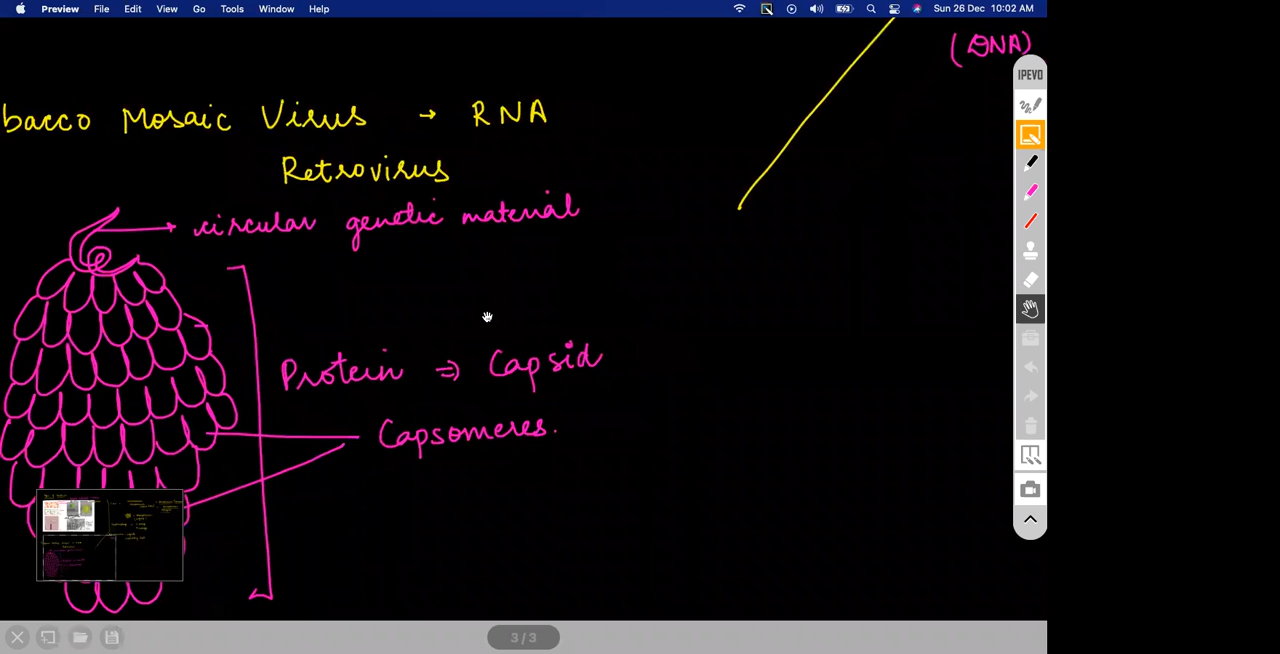 Preview File Edit View Go Tools Window Help
62 Sun 26 Dec 10:02 AM
(DNA)
IPEVO
bacco Mosaic Virus → RNA
Retrovirus
→ circular genetic material
Protein ⇒ Capsid
Capsomeres.
3/3